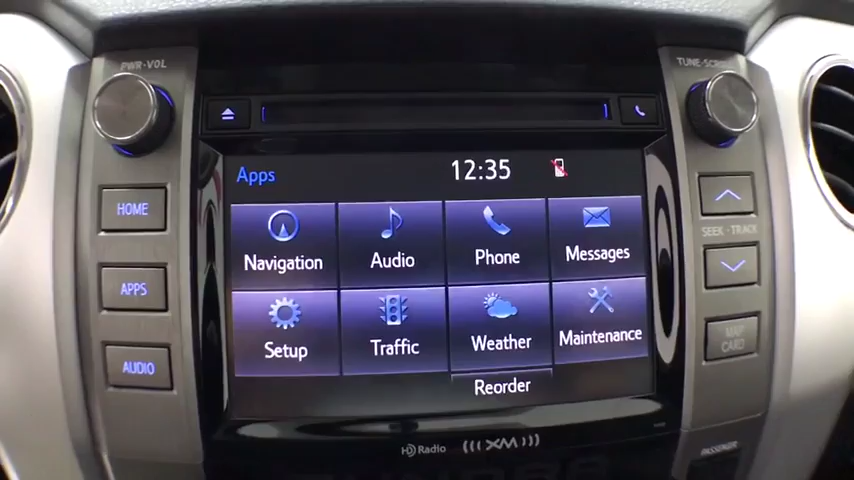 PWR·VOL
TUNE·SCROLL
Apps
12:35
HOME
Navigation
Audio
Phone
Messages
SEEK·TRACK
APPS
Setup
Traffic
Weather
Maintenance
MAP
CARD
AUDIO
Reorder
HD Radio
XM
PASSENGER